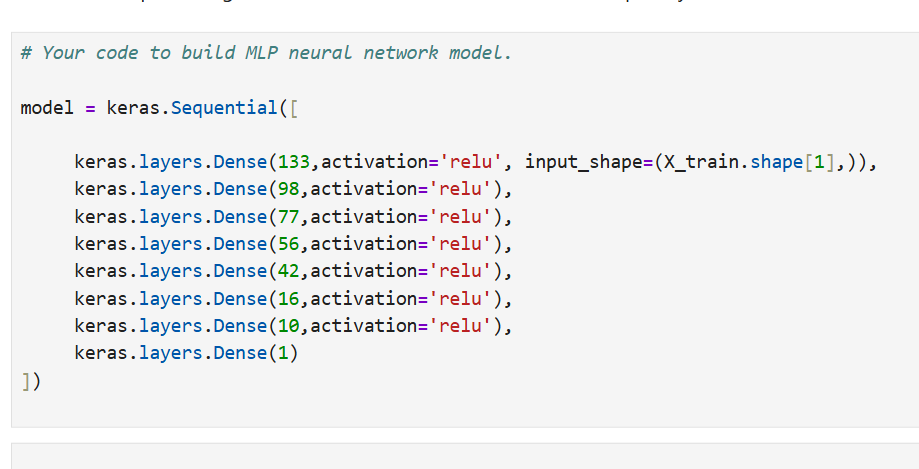 # Your code to build MLP neural network model.
model = keras.Sequential([
keras.layers.Dense(133,activation='relu', input_shape=(X_train.shape[1],)),
keras.layers.Dense(98,activation='relu'),
keras.layers.Dense(77,activation='relu'),
keras.layers.Dense(56,activation='relu'),
keras.layers.Dense(42,activation='relu'),
keras.layers.Dense(16,activation='relu'),
keras.layers.Dense(10,activation='relu'),
keras.layers.Dense(1)
])